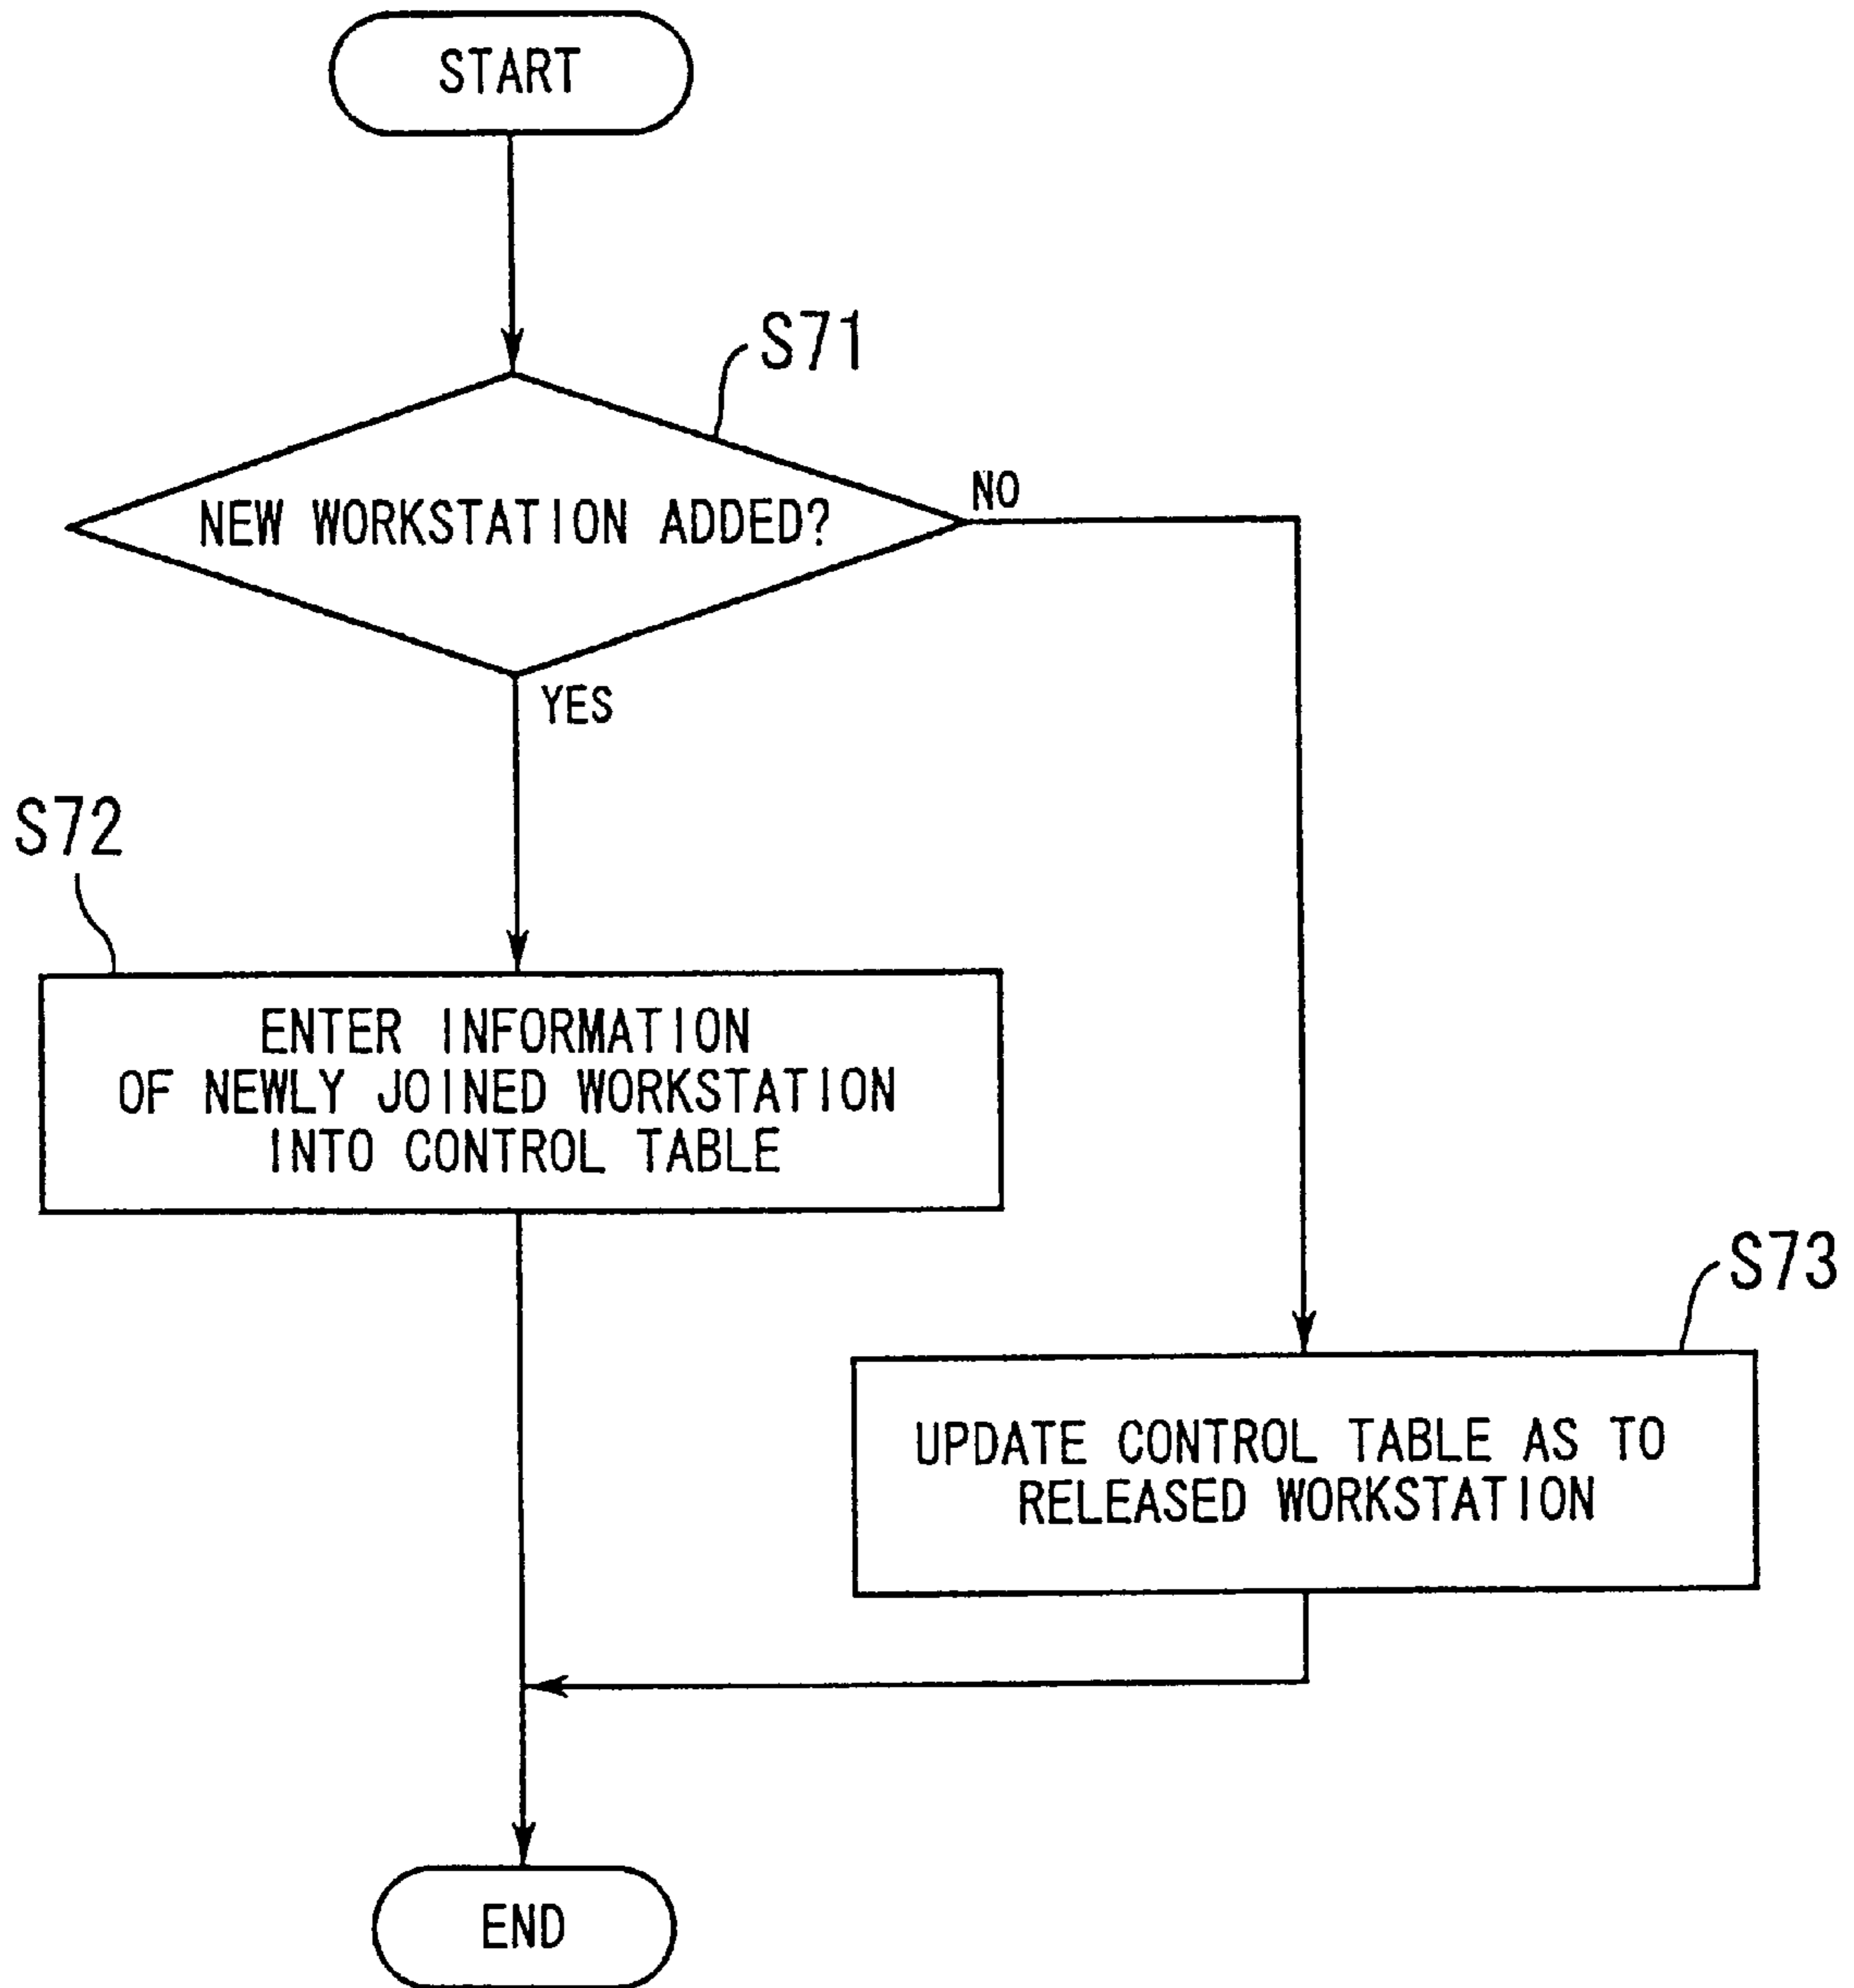 START
S71
NEW WORKSTATION ADDED?
NO
YES
S72
ENTER INFORMATION
OF NEWLY JOINED WORKSTATION
INTO CONTROL TABLE
S73
UPDATE CONTROL TABLE AS TO
RELEASED WORKSTATION
END